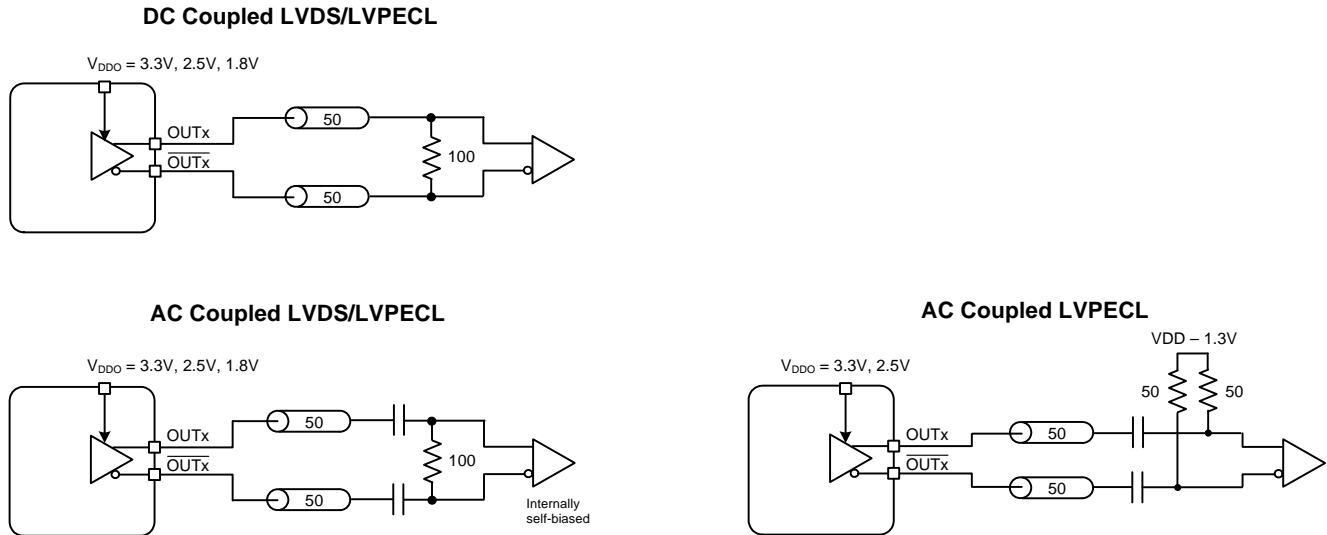 DC Coupled LVDS/LVPECL
VDDO = 3.3V, 2.5V, 1.8V
OUTx
OUTx
50
50
100
AC Coupled LVDS/LVPECL
VDDO = 3.3V, 2.5V, 1.8V
OUTx
OUTx
50
50
100
Internally
self-biased
AC Coupled LVPECL
VDD – 1.3V
VDDO = 3.3V, 2.5V
50
50
OUTx
OUTx
50
50